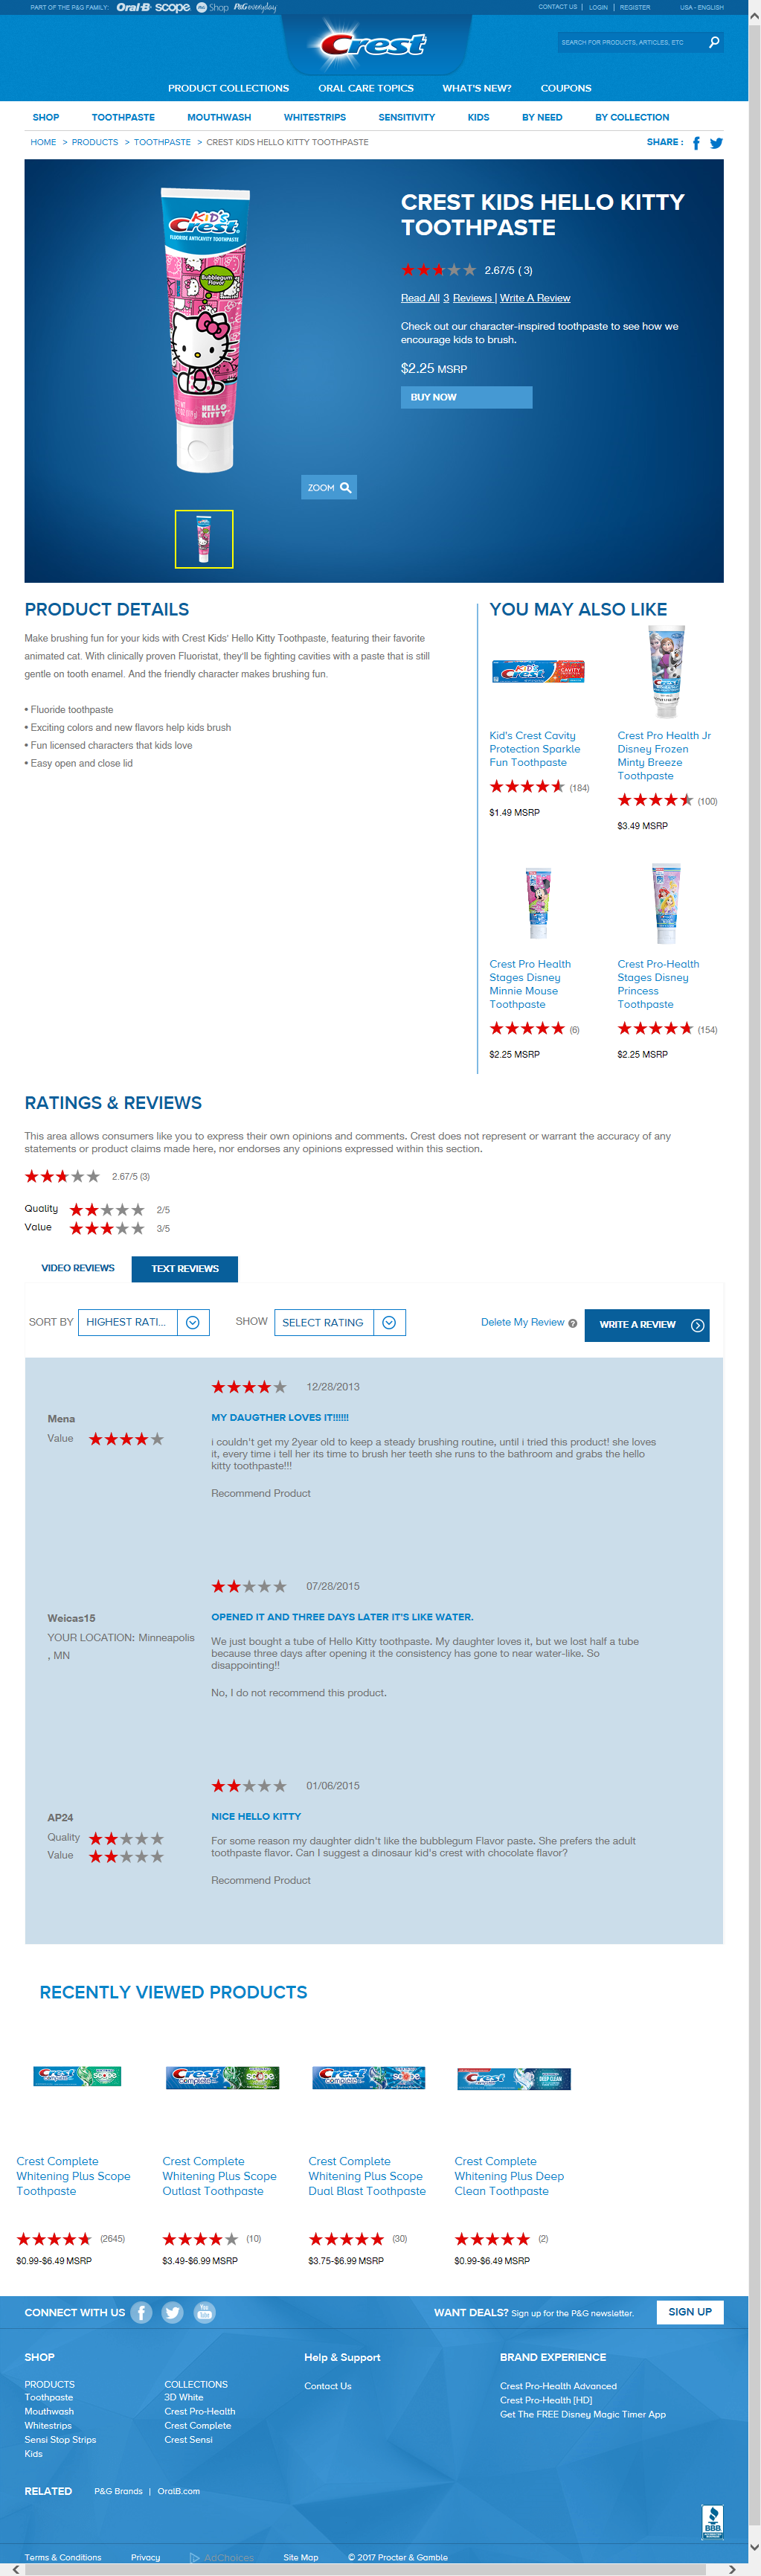 PART OF THE P&G FAMILY: Oral-B scope Shop P&G everyday
CONTACT US | LOGIN | REGISTER USA - ENGLISH
Crest
SEARCH FOR PRODUCTS, ARTICLES, ETC
PRODUCT COLLECTIONS ORAL CARE TOPICS WHAT'S NEW? COUPONS
SHOP TOOTHPASTE MOUTHWASH WHITESTRIPS SENSITIVITY KIDS BY NEED BY COLLECTION
HOME > PRODUCTS > TOOTHPASTE > CREST KIDS HELLO KITTY TOOTHPASTE
SHARE :
KID'S
Crest
FLUORIDE ANTICAVITY TOOTHPASTE
Bubblegum
Flavor
HELLO
KITTY
CREST KIDS HELLO KITTY
TOOTHPASTE
2.67/5 ( 3)
Read All 3 Reviews | Write A Review
Check out our character-inspired toothpaste to see how we
encourage kids to brush.
$2.25 MSRP
BUY NOW
ZOOM
PRODUCT DETAILS
Make brushing fun for your kids with Crest Kids' Hello Kitty Toothpaste, featuring their favorite
animated cat. With clinically proven Fluoristat, they'll be fighting cavities with a paste that is still
gentle on tooth enamel. And the friendly character makes brushing fun.
• Fluoride toothpaste
• Exciting colors and new flavors help kids brush
• Fun licensed characters that kids love
• Easy open and close lid
YOU MAY ALSO LIKE
KID'S Crest CAVITY
Kid's Crest Cavity
Protection Sparkle
Fun Toothpaste
(184)
$1.49 MSRP
Crest
Crest Pro Health Jr
Disney Frozen
Minty Breeze
Toothpaste
(100)
$3.49 MSRP
Crest Pro Health
Stages Disney
Minnie Mouse
Toothpaste
(6)
$2.25 MSRP
Crest Pro-Health
Stages Disney
Princess
Toothpaste
(154)
$2.25 MSRP
RATINGS & REVIEWS
This area allows consumers like you to express their own opinions and comments. Crest does not represent or warrant the accuracy of any
statements or product claims made here, nor endorses any opinions expressed within this section.
2.67/5 (3)
Quality 2/5
Value 3/5
VIDEO REVIEWS TEXT REVIEWS
SORT BY HIGHEST RATI... SHOW SELECT RATING Delete My Review ? WRITE A REVIEW
12/28/2013
Mena
Value
MY DAUGTHER LOVES IT!!!!!!
i couldn't get my 2year old to keep a steady brushing routine, until i tried this product! she loves
it, every time i tell her its time to brush her teeth she runs to the bathroom and grabs the hello
kitty toothpaste!!!
Recommend Product
07/28/2015
Weicas15
YOUR LOCATION: Minneapolis
, MN
OPENED IT AND THREE DAYS LATER IT'S LIKE WATER.
We just bought a tube of Hello Kitty toothpaste. My daughter loves it, but we lost half a tube
because three days after opening it the consistency has gone to near water-like. So
disappointing!!
No, I do not recommend this product.
01/06/2015
AP24
Quality
Value
NICE HELLO KITTY
For some reason my daughter didn't like the bubblegum Flavor paste. She prefers the adult
toothpaste flavor. Can I suggest a dinosaur kid's crest with chocolate flavor?
Recommend Product
RECENTLY VIEWED PRODUCTS
Crest complete scope
Crest complete scope
Crest complete scope
Crest DEEP CLEAN
Crest Complete
Whitening Plus Scope
Toothpaste
(2645)
$0.99-$6.49 MSRP
Crest Complete
Whitening Plus Scope
Outlast Toothpaste
(10)
$3.49-$6.99 MSRP
Crest Complete
Whitening Plus Scope
Dual Blast Toothpaste
(30)
$3.75-$6.99 MSRP
Crest Complete
Whitening Plus Deep
Clean Toothpaste
(2)
$0.99-$6.49 MSRP
CONNECT WITH US f You Tube
WANT DEALS? Sign up for the P&G newsletter. SIGN UP
SHOP
PRODUCTS
Toothpaste
Mouthwash
Whitestrips
Sensi Stop Strips
Kids
COLLECTIONS
3D White
Crest Pro-Health
Crest Complete
Crest Sensi
Help & Support
Contact Us
BRAND EXPERIENCE
Crest Pro-Health Advanced
Crest Pro-Health [HD]
Get The FREE Disney Magic Timer App
RELATED P&G Brands | OralB.com
BBB
Terms & Conditions Privacy AdChoices Site Map © 2017 Procter & Gamble